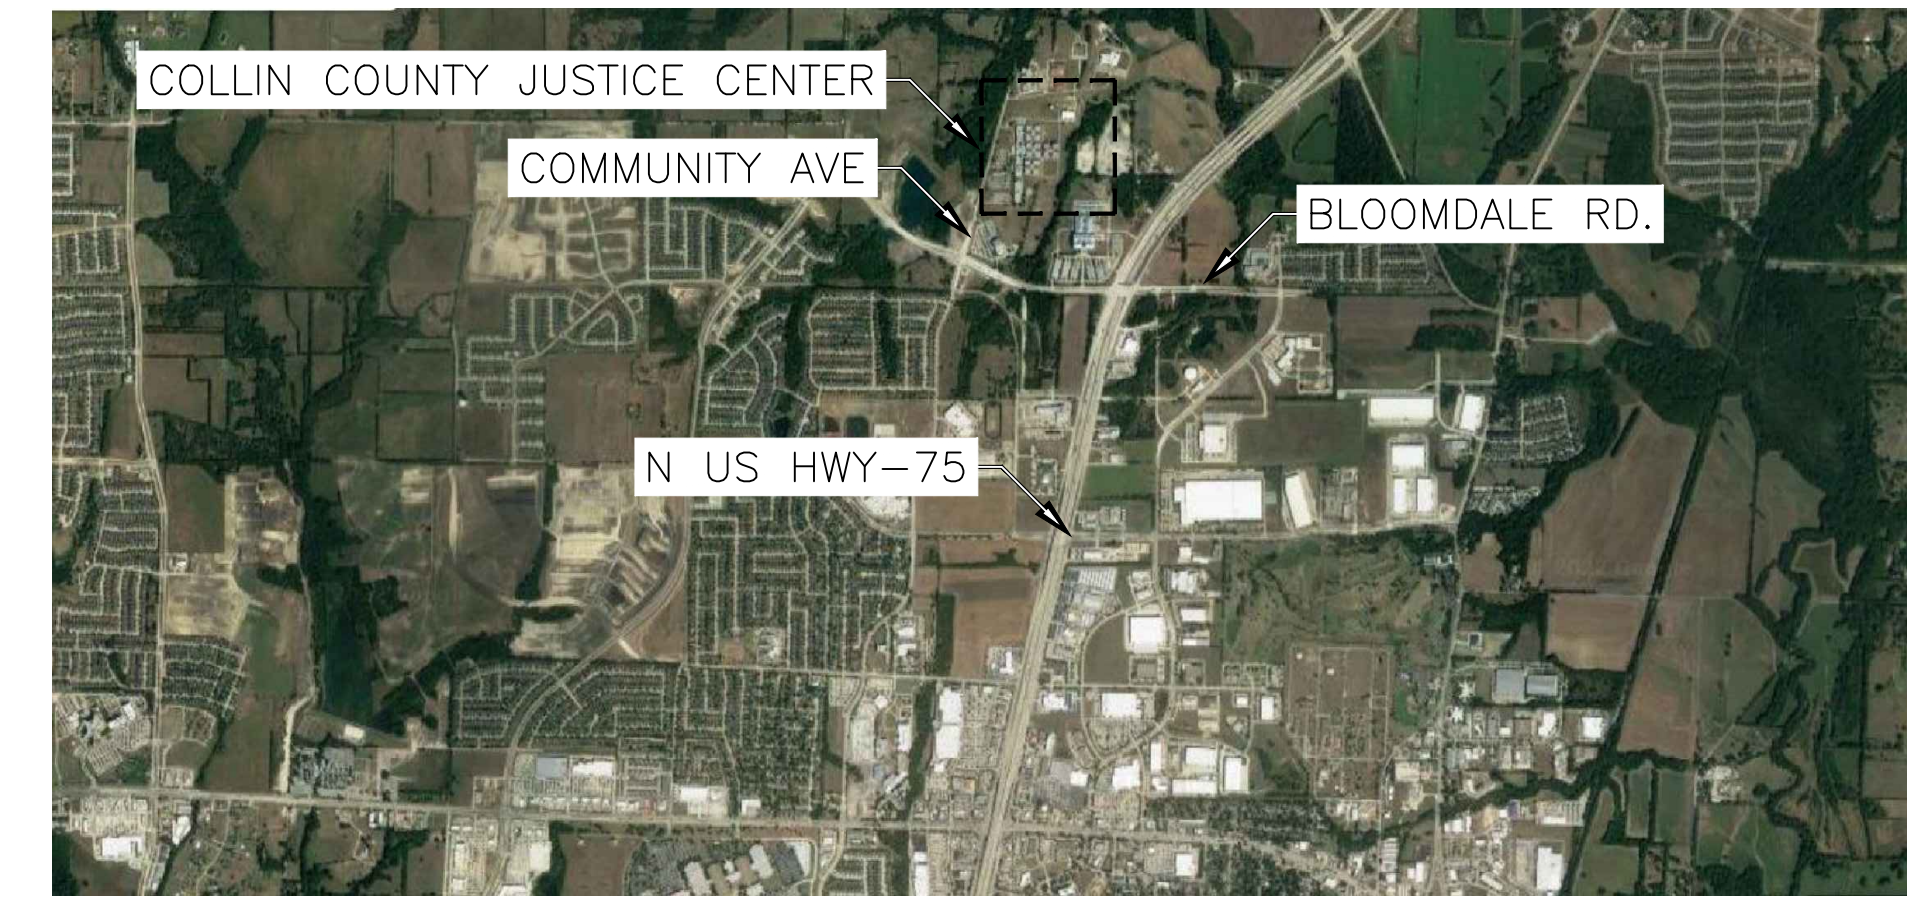 COLLIN COUNTY JUSTICE CENTER
COMMUNITY AVE
BLOOMDALE RD.
N US HWY-75